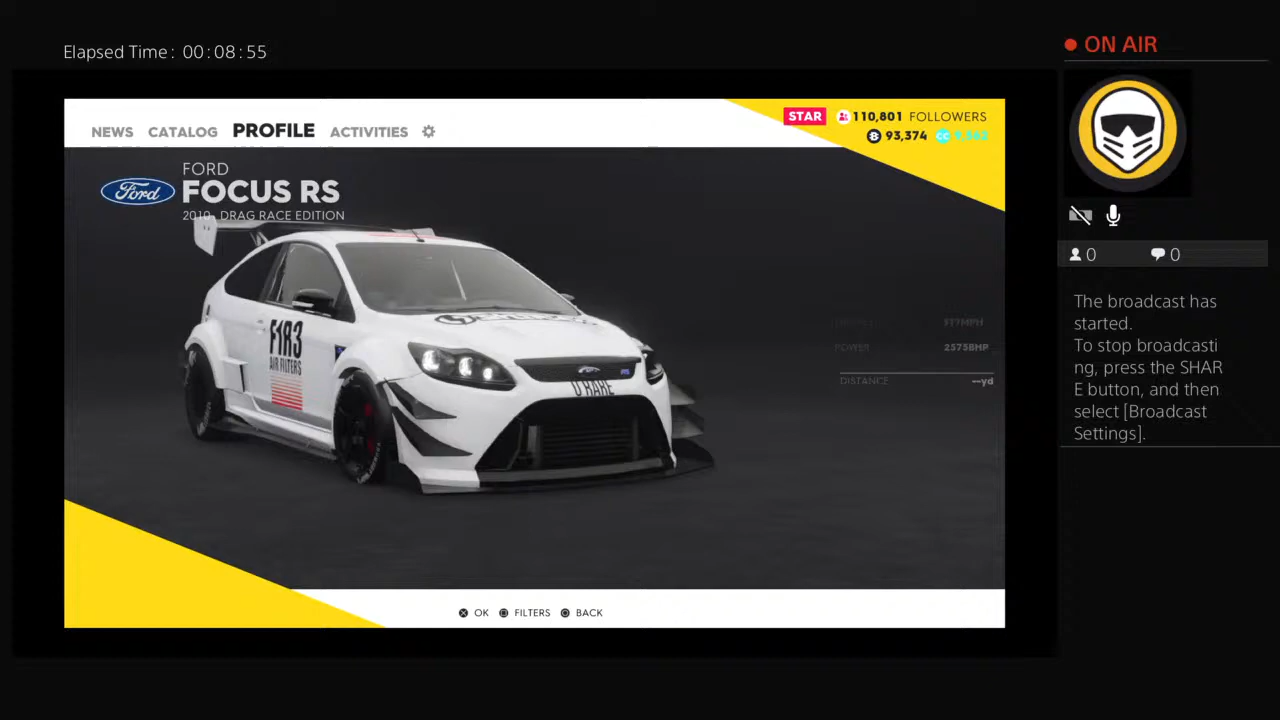 Elapsed Time: 00:08:55
ON AIR
NEWS CATALOG PROFILE ACTIVITIES
STAR 110,801 FOLLOWERS
93,374
FORD
Ford FOCUS RS
2010, DRAG RACE EDITION
F1R3
AIR FILTERS
O'RARE
POWER 2575BHP
DISTANCE --yd
OK FILTERS BACK
0 0
The broadcast has
started.
To stop broadcasti
ng, press the SHAR
E button, and then
select [Broadcast
Settings].